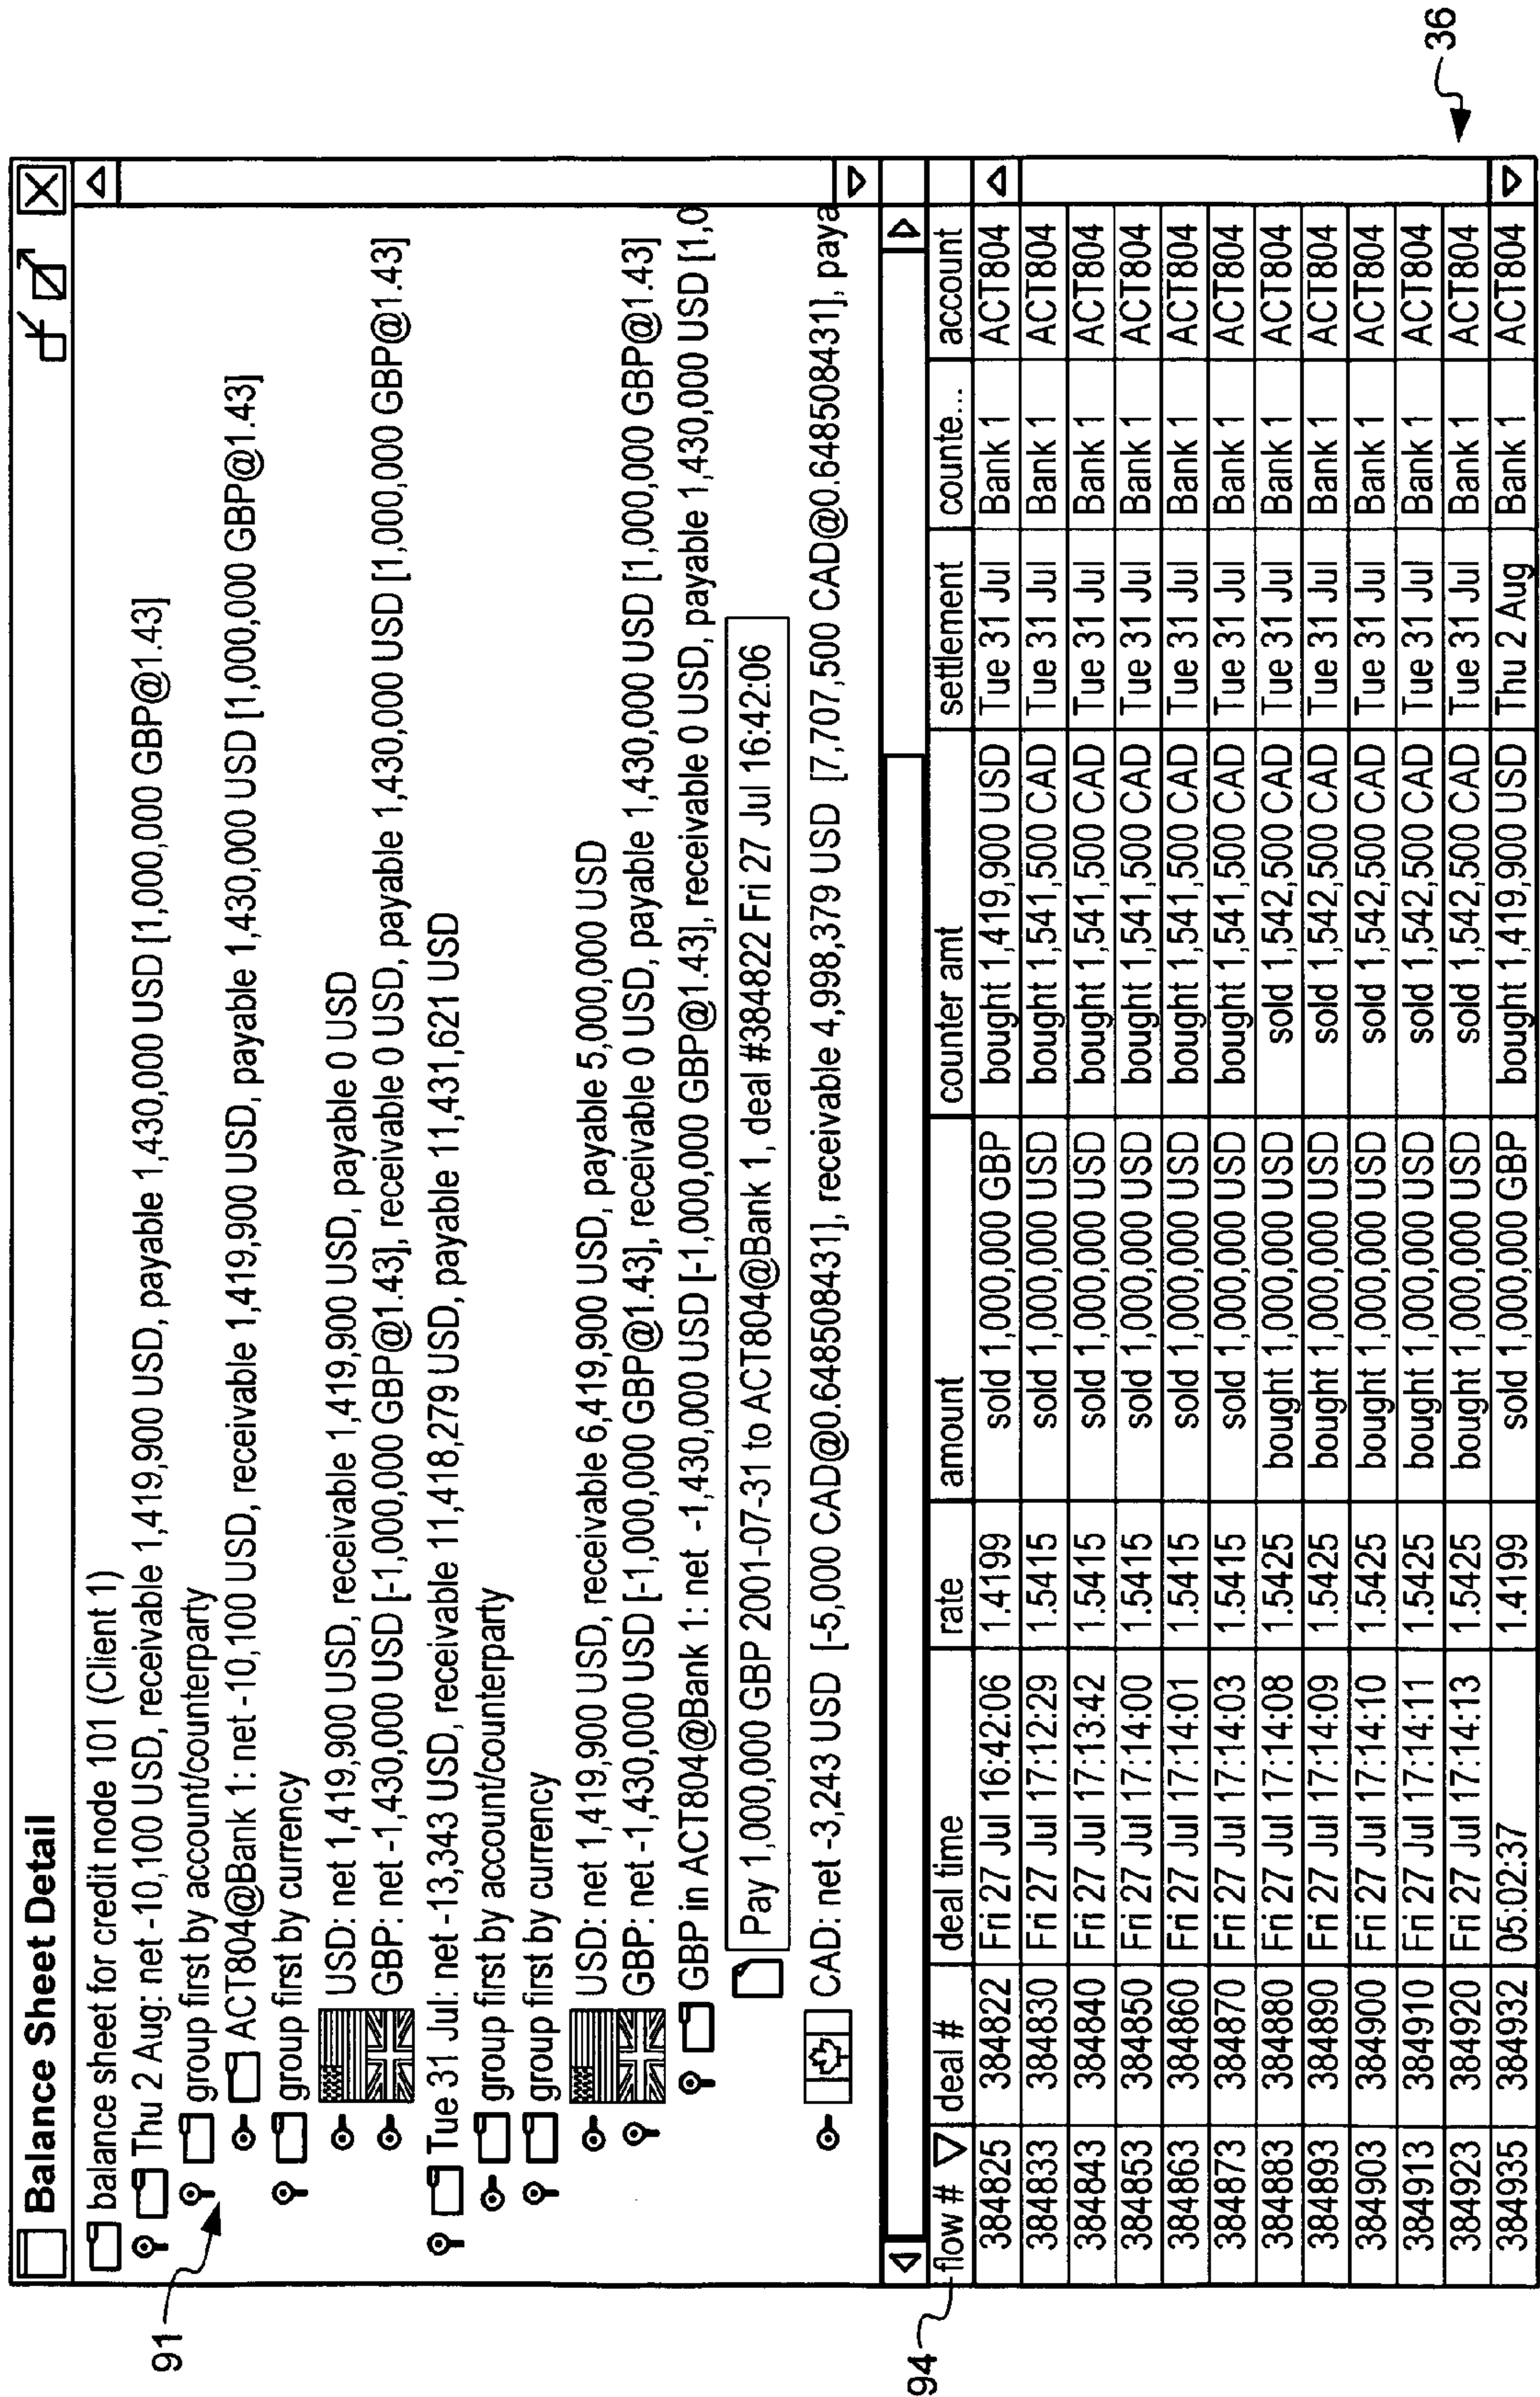 Balance Sheet Detail
balance sheet for credit node 101 (Client 1)
Thu 2 Aug: net -10,100 USD, receivable 1,419,900 USD, payable 1,430,000 USD [1,000,000 GBP@1.43]
group first by account/counterparty
ACT804@Bank 1: net -10,100 USD, receivable 1,419,900 USD, payable 1,430,000 USD [1,000,000 GBP@1.43]
group first by currency
USD: net 1,419,900 USD, receivable 1,419,900 USD, payable 0 USD
GBP: net -1,430,000 USD [-1,000,000 GBP@1.43], receivable 0 USD, payable 1,430,000 USD [1,000,000 GBP@1.43]
Tue 31 Jul: net -13,343 USD, receivable 11,418,279 USD, payable 11,431,621 USD
group first by account/counterparty
group first by currency
USD: net 1,419,900 USD, receivable 6,419,900 USD, payable 5,000,000 USD
GBP: net -1,430,000 USD [-1,000,000 GBP@1.43], receivable 0 USD, payable 1,430,000 USD [1,000,000 GBP@1.43]
GBP in ACT804@Bank 1: net -1,430,000 USD [-1,000,000 GBP@1.43], receivable 0 USD, payable 1,430,000 USD [1,0
Pay 1,000,000 GBP 2001-07-31 to ACT804@Bank 1, deal #384822 Fri 27 Jul 16:42:06
CAD: net -3,243 USD [-5,000 CAD@0.648508431], receivable 4,998,379 USD [7,707,500 CAD@0.648508431], paya
91
94
36
flow # deal # deal time rate amount counter amt settlement counte... account
384825 384822 Fri 27 Jul 16:42:06 1.4199 sold 1,000,000 GBP bought 1,419,900 USD Tue 31 Jul Bank 1 ACT804
384833 384830 Fri 27 Jul 17:12:29 1.5415 sold 1,000,000 USD bought 1,541,500 CAD Tue 31 Jul Bank 1 ACT804
384843 384840 Fri 27 Jul 17:13:42 1.5415 sold 1,000,000 USD bought 1,541,500 CAD Tue 31 Jul Bank 1 ACT804
384853 384850 Fri 27 Jul 17:14:00 1.5415 sold 1,000,000 USD bought 1,541,500 CAD Tue 31 Jul Bank 1 ACT804
384863 384860 Fri 27 Jul 17:14:01 1.5415 sold 1,000,000 USD bought 1,541,500 CAD Tue 31 Jul Bank 1 ACT804
384873 384870 Fri 27 Jul 17:14:03 1.5415 sold 1,000,000 USD bought 1,541,500 CAD Tue 31 Jul Bank 1 ACT804
384883 384880 Fri 27 Jul 17:14:08 1.5425 bought 1,000,000 USD sold 1,542,500 CAD Tue 31 Jul Bank 1 ACT804
384893 384890 Fri 27 Jul 17:14:09 1.5425 bought 1,000,000 USD sold 1,542,500 CAD Tue 31 Jul Bank 1 ACT804
384903 384900 Fri 27 Jul 17:14:10 1.5425 bought 1,000,000 USD sold 1,542,500 CAD Tue 31 Jul Bank 1 ACT804
384913 384910 Fri 27 Jul 17:14:11 1.5425 bought 1,000,000 USD sold 1,542,500 CAD Tue 31 Jul Bank 1 ACT804
384923 384920 Fri 27 Jul 17:14:13 1.5425 bought 1,000,000 USD sold 1,542,500 CAD Tue 31 Jul Bank 1 ACT804
384935 384932 05:02:37 1.4199 sold 1,000,000 GBP bought 1,419,900 USD Thu 2 Aug Bank 1 ACT804